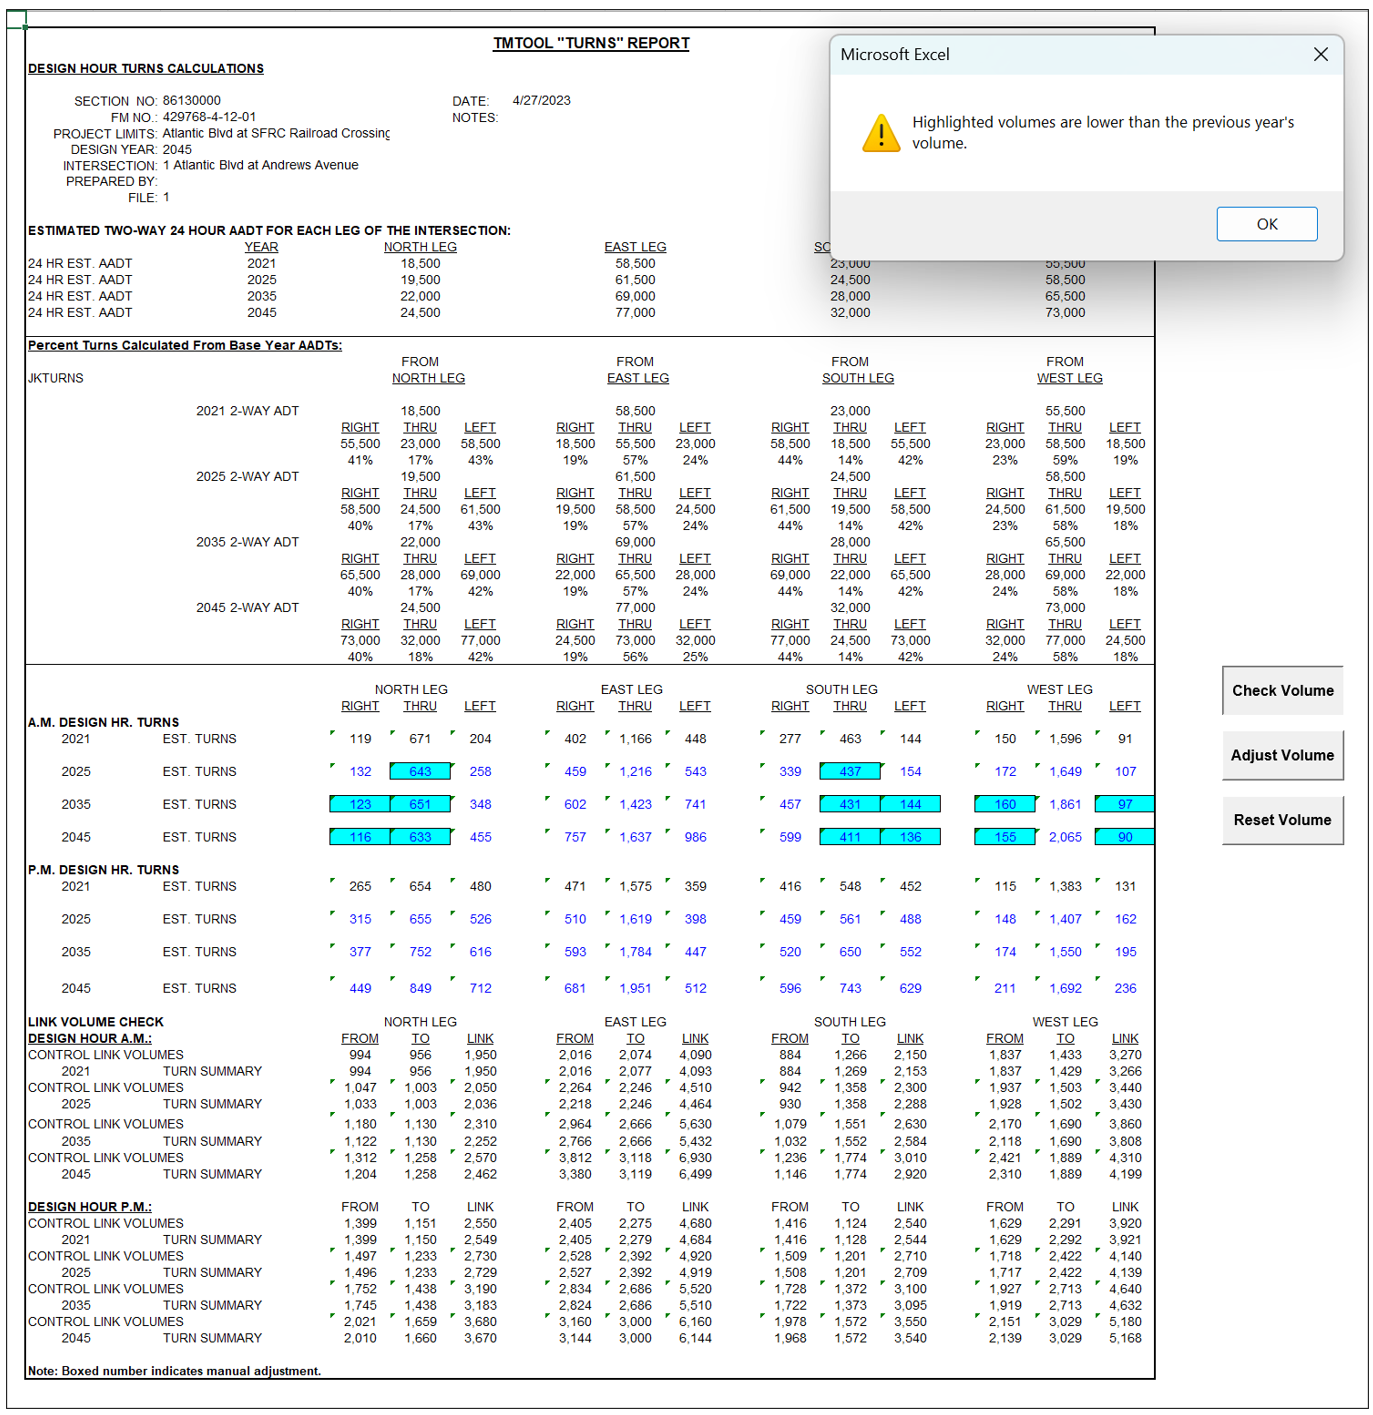 TMTOOL "TURNS" REPORT
Microsoft Excel
DESIGN HOUR TURNS CALCULATIONS
Highlighted volumes are lower than the previous year's
volume.
OK
SECTION NO: 86130000 DATE: 4/27/2023
FM NO.: 429768-4-12-01 NOTES:
PROJECT LIMITS: Atlantic Blvd at SFRC Railroad Crossing
DESIGN YEAR: 2045
INTERSECTION: 1 Atlantic Blvd at Andrews Avenue
PREPARED BY:
FILE: 1
ESTIMATED TWO-WAY 24 HOUR AADT FOR EACH LEG OF THE INTERSECTION:
YEAR NORTH LEG EAST LEG SO
24 HR EST. AADT 2021 18,500 58,500 23,000 55,500
24 HR EST. AADT 2025 19,500 61,500 24,500 58,500
24 HR EST. AADT 2035 22,000 69,000 28,000 65,500
24 HR EST. AADT 2045 24,500 77,000 32,000 73,000
Percent Turns Calculated From Base Year AADTs:
FROM FROM FROM FROM
JKTURNS NORTH LEG EAST LEG SOUTH LEG WEST LEG
2021 2-WAY ADT 18,500 58,500 23,000 55,500
RIGHT THRU LEFT RIGHT THRU LEFT RIGHT THRU LEFT RIGHT THRU LEFT
55,500 23,000 58,500 18,500 55,500 23,000 58,500 18,500 55,500 23,000 58,500 18,500
41% 17% 43% 19% 57% 24% 44% 14% 42% 23% 59% 19%
2025 2-WAY ADT 19,500 61,500 24,500 58,500
RIGHT THRU LEFT RIGHT THRU LEFT RIGHT THRU LEFT RIGHT THRU LEFT
58,500 24,500 61,500 19,500 58,500 24,500 61,500 19,500 58,500 24,500 61,500 19,500
40% 17% 43% 19% 57% 24% 44% 14% 42% 23% 58% 18%
2035 2-WAY ADT 22,000 69,000 28,000 65,500
RIGHT THRU LEFT RIGHT THRU LEFT RIGHT THRU LEFT RIGHT THRU LEFT
65,500 28,000 69,000 22,000 65,500 28,000 69,000 22,000 65,500 28,000 69,000 22,000
40% 17% 42% 19% 57% 24% 44% 14% 42% 24% 58% 18%
2045 2-WAY ADT 24,500 77,000 32,000 73,000
RIGHT THRU LEFT RIGHT THRU LEFT RIGHT THRU LEFT RIGHT THRU LEFT
73,000 32,000 77,000 24,500 73,000 32,000 77,000 24,500 73,000 32,000 77,000 24,500
40% 18% 42% 19% 56% 25% 44% 14% 42% 24% 58% 18%
NORTH LEG EAST LEG SOUTH LEG WEST LEG
RIGHT THRU LEFT RIGHT THRU LEFT RIGHT THRU LEFT RIGHT THRU LEFT
A.M. DESIGN HR. TURNS
2021 EST. TURNS 119 671 204 402 1,166 448 277 463 144 150 1,596 91
2025 EST. TURNS 132 643 258 459 1,216 543 339 437 154 172 1,649 107
2035 EST. TURNS 123 651 348 602 1,423 741 457 431 144 160 1,861 97
2045 EST. TURNS 116 633 455 757 1,637 986 599 411 136 155 2,065 90
Check Volume
Adjust Volume
Reset Volume
P.M. DESIGN HR. TURNS
2021 EST. TURNS 265 654 480 471 1,575 359 416 548 452 115 1,383 131
2025 EST. TURNS 315 655 526 510 1,619 398 459 561 488 148 1,407 162
2035 EST. TURNS 377 752 616 593 1,784 447 520 650 552 174 1,550 195
2045 EST. TURNS 449 849 712 681 1,951 512 596 743 629 211 1,692 236
LINK VOLUME CHECK NORTH LEG EAST LEG SOUTH LEG WEST LEG
DESIGN HOUR A.M.: FROM TO LINK FROM TO LINK FROM TO LINK FROM TO LINK
CONTROL LINK VOLUMES 994 956 1,950 2,016 2,074 4,090 884 1,266 2,150 1,837 1,433 3,270
2021 TURN SUMMARY 994 956 1,950 2,016 2,077 4,093 884 1,269 2,153 1,837 1,429 3,266
CONTROL LINK VOLUMES 1,047 1,003 2,050 2,264 2,246 4,510 942 1,358 2,300 1,937 1,503 3,440
2025 TURN SUMMARY 1,033 1,003 2,036 2,218 2,246 4,464 930 1,358 2,288 1,928 1,502 3,430
CONTROL LINK VOLUMES 1,180 1,130 2,310 2,964 2,666 5,630 1,079 1,551 2,630 2,170 1,690 3,860
2035 TURN SUMMARY 1,122 1,130 2,252 2,766 2,666 5,432 1,032 1,552 2,584 2,118 1,690 3,808
CONTROL LINK VOLUMES 1,312 1,258 2,570 3,812 3,118 6,930 1,236 1,774 3,010 2,421 1,889 4,310
2045 TURN SUMMARY 1,204 1,258 2,462 3,380 3,119 6,499 1,146 1,774 2,920 2,310 1,889 4,199
DESIGN HOUR P.M.: FROM TO LINK FROM TO LINK FROM TO LINK FROM TO LINK
CONTROL LINK VOLUMES 1,399 1,151 2,550 2,405 2,275 4,680 1,416 1,124 2,540 1,629 2,291 3,920
2021 TURN SUMMARY 1,399 1,150 2,549 2,405 2,279 4,684 1,416 1,128 2,544 1,629 2,292 3,921
CONTROL LINK VOLUMES 1,497 1,233 2,730 2,528 2,392 4,920 1,509 1,201 2,710 1,718 2,422 4,140
2025 TURN SUMMARY 1,496 1,233 2,729 2,527 2,392 4,919 1,508 1,201 2,709 1,717 2,422 4,139
CONTROL LINK VOLUMES 1,752 1,438 3,190 2,834 2,686 5,520 1,728 1,372 3,100 1,927 2,713 4,640
2035 TURN SUMMARY 1,745 1,438 3,183 2,824 2,686 5,510 1,722 1,373 3,095 1,919 2,713 4,632
CONTROL LINK VOLUMES 2,021 1,659 3,680 3,160 3,000 6,160 1,978 1,572 3,550 2,151 3,029 5,180
2045 TURN SUMMARY 2,010 1,660 3,670 3,144 3,000 6,144 1,968 1,572 3,540 2,139 3,029 5,168
Note: Boxed number indicates manual adjustment.